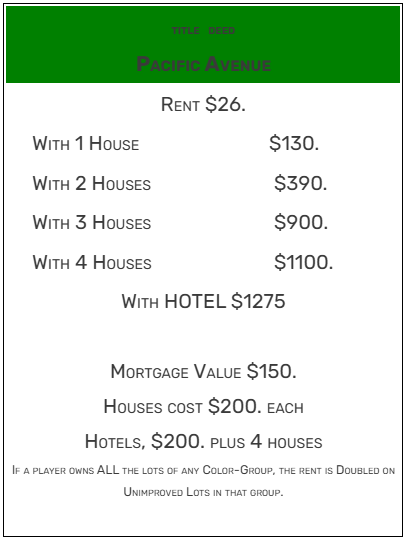 TITLE DEED
PACIFIC AVENUE
RENT $26.
WITH 1 HOUSE $130.
WITH 2 HOUSES $390.
WITH 3 HOUSES $900.
WITH 4 HOUSES $1100.
WITH HOTEL $1275
MORTGAGE VALUE $150.
HOUSES COST $200. EACH
HOTELS, $200. PLUS 4 HOUSES
IF A PLAYER OWNS ALL THE LOTS OF ANY COLOR-GROUP, THE RENT IS DOUBLED ON
UNIMPROVED LOTS IN THAT GROUP.